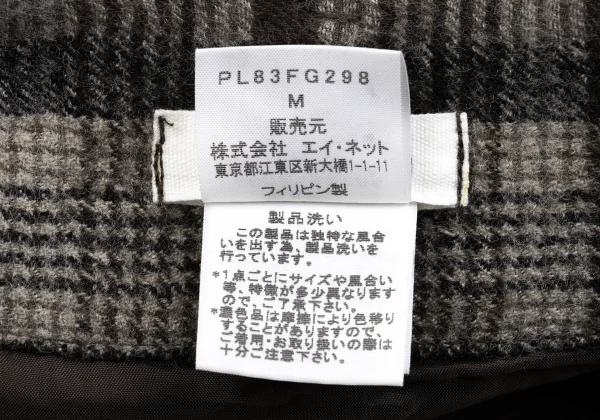 PL83FG298
M
販売元
株式会社 エイ・ネット
東京都江東区新大橋1-1-11
フィリピン製
製品洗い
この製品は独特な風合
いを出す為、製品洗いを
行っています。
*1点ごとにサイズや風合い
等、特徴が多少異なります
ので、ご了承下さい。
*濃色品は摩擦により色移り
することがありますので、
ご着用・お取り扱いの際は
十分ご注意下さい。